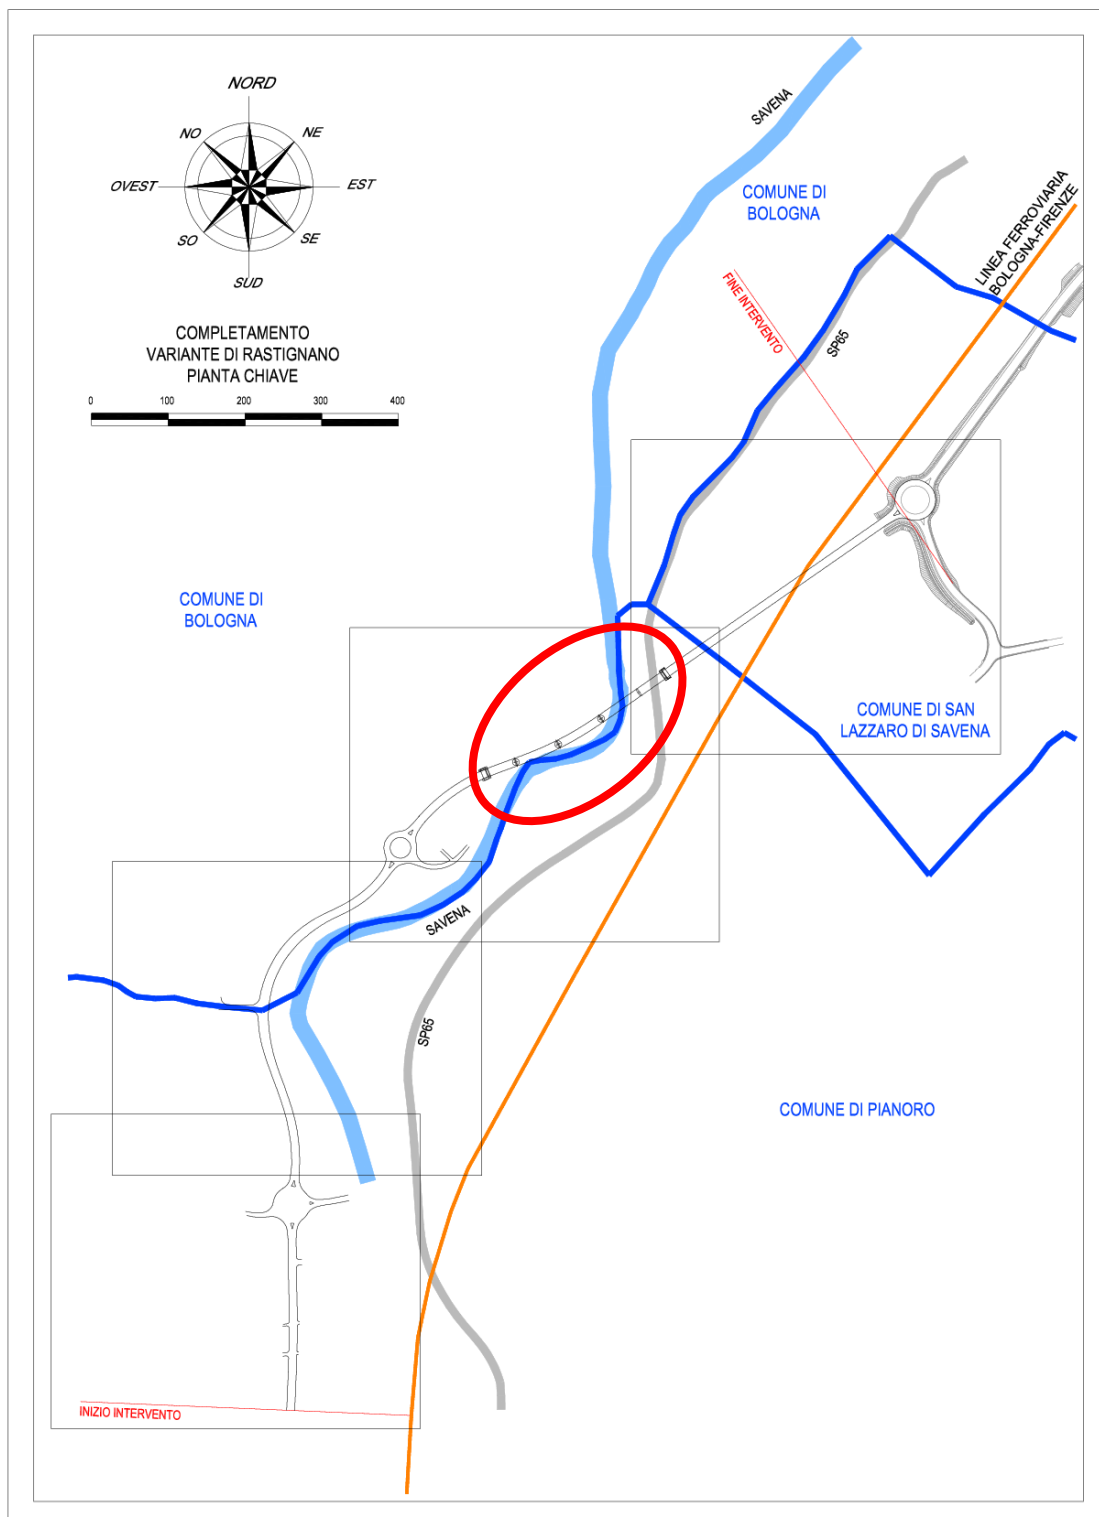 NORD
NO
NE
OVEST
EST
SO
SE
SUD
COMPLETAMENTO
VARIANTE DI RASTIGNANO
PIANTA CHIAVE
0 100 200 300 400
SAVENA
COMUNE DI
BOLOGNA
LINEA FERROVIARIA
BOLOGNA-FIRENZE
FINE INTERVENTO
SP65
COMUNE DI
BOLOGNA
COMUNE DI SAN
LAZZARO DI SAVENA
SAVENA
SP65
COMUNE DI PIANORO
INIZIO INTERVENTO